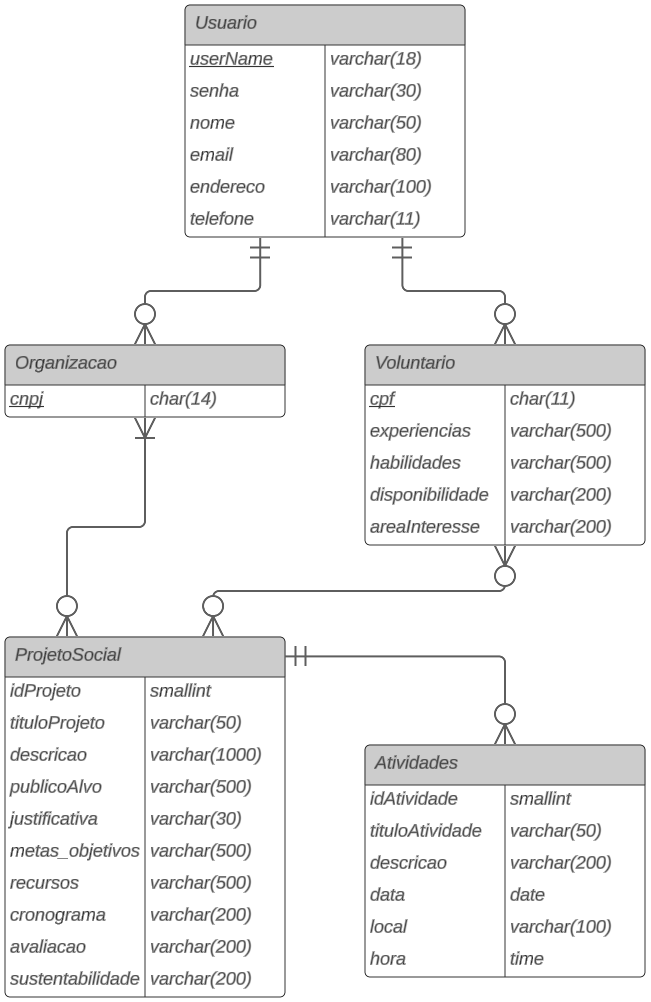 Usuario
userName varchar(18)
senha varchar(30)
nome varchar(50)
email varchar(80)
endereco varchar(100)
telefone varchar(11)
Organizacao
cnpj char(14)
Voluntario
cpf char(11)
experiencias varchar(500)
habilidades varchar(500)
disponibilidade varchar(200)
areaInteresse varchar(200)
ProjetoSocial
idProjeto smallint
tituloProjeto varchar(50)
descricao varchar(1000)
publicoAlvo varchar(500)
justificativa varchar(30)
metas_objetivos varchar(500)
recursos varchar(500)
cronograma varchar(200)
avaliacao varchar(200)
sustentabilidade varchar(200)
Atividades
idAtividade smallint
tituloAtividade varchar(50)
descricao varchar(200)
data date
local varchar(100)
hora time